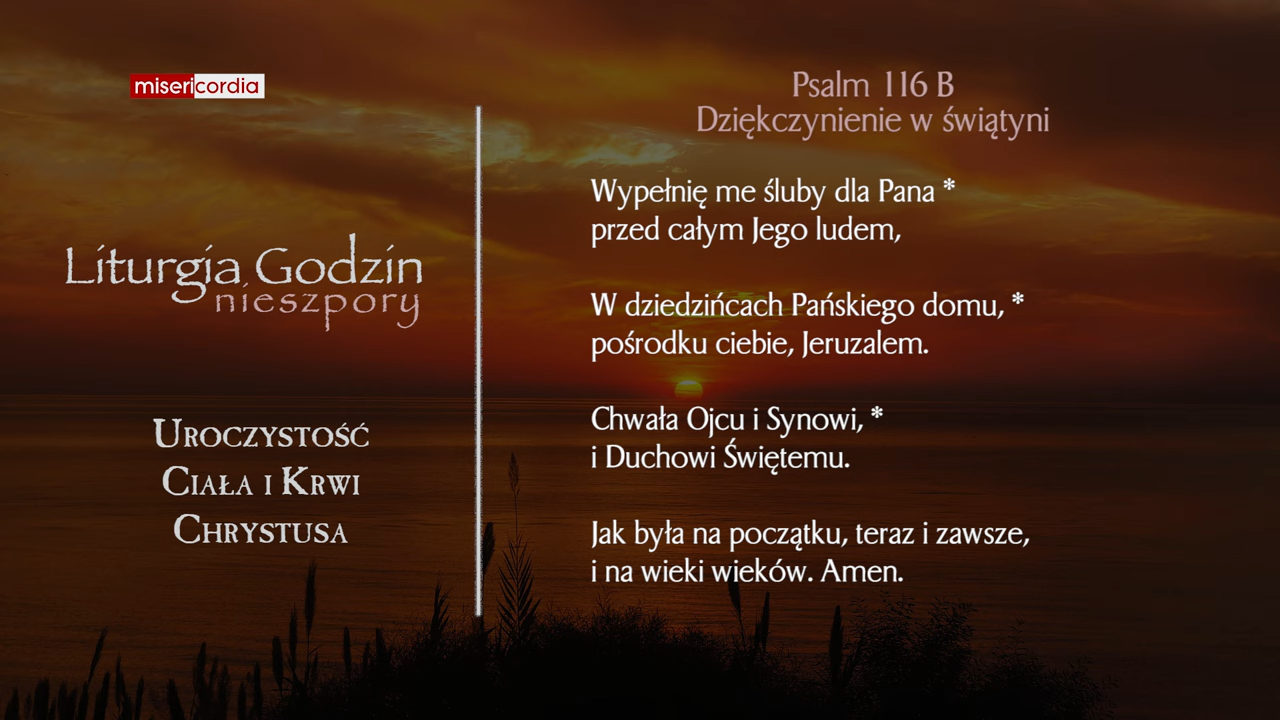 misericordia
Liturgia Godzin
nieszpory
Uroczystość
Ciała i Krwi
Chrystusa
Psalm 116 B
Dziękczynienie w świątyni
Wypełnię me śluby dla Pana *
przed całym Jego ludem,
W dziedzińcach Pańskiego domu, *
pośrodku ciebie, Jeruzalem.
Chwała Ojcu i Synowi, *
i Duchowi Świętemu.
Jak była na początku, teraz i zawsze,
i na wieki wieków. Amen.